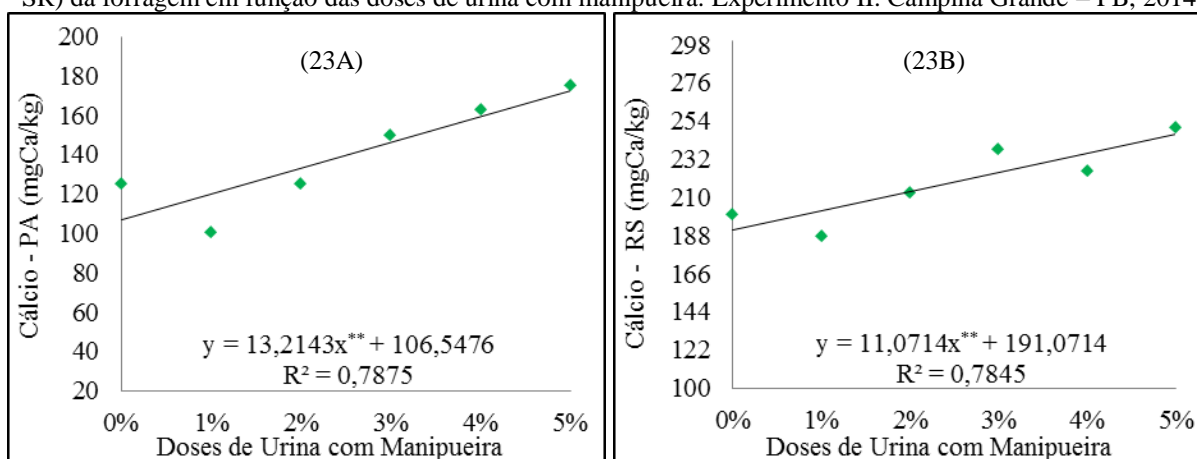 SR) da forragem em função das doses de urina com manipueira. Experimento II. Campina Grande – PB, 2014
(23A)
Cálcio - PA (mgCa/kg)
200
180
160
140
120
100
80
60
40
20
y = 13,2143x** + 106,5476
R² = 0,7875
0% 1% 2% 3% 4% 5%
Doses de Urina com Manipueira
(23B)
Cálcio - RS (mgCa/kg)
298
276
254
232
210
188
166
144
122
100
y = 11,0714x** + 191,0714
R² = 0,7845
0% 1% 2% 3% 4% 5%
Doses de Urina com Manipueira